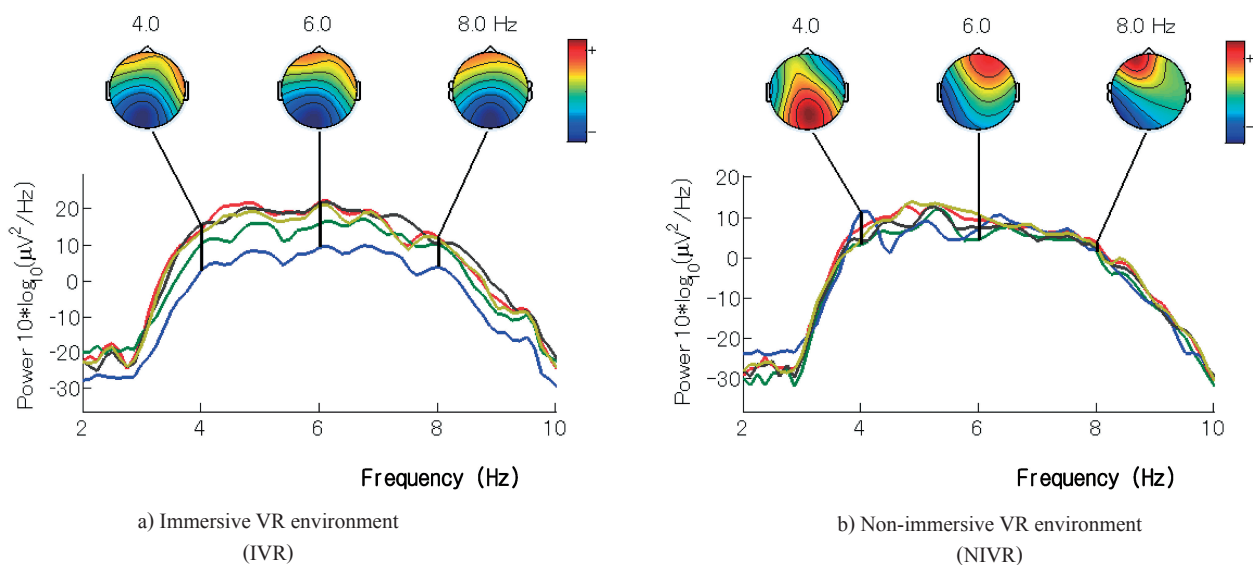 4.0 6.0 8.0 Hz
+
−
Power 10*log10(µV²/Hz)
20
10
0
-10
-20
-30
2 4 6 8 10
Frequency (Hz)
a) Immersive VR environment
(IVR)
4.0 6.0 8.0 Hz
+
−
Power 10*log10(µV²/Hz)
20
10
0
-10
-20
-30
2 4 6 8 10
Frequency (Hz)
b) Non-immersive VR environment
(NIVR)